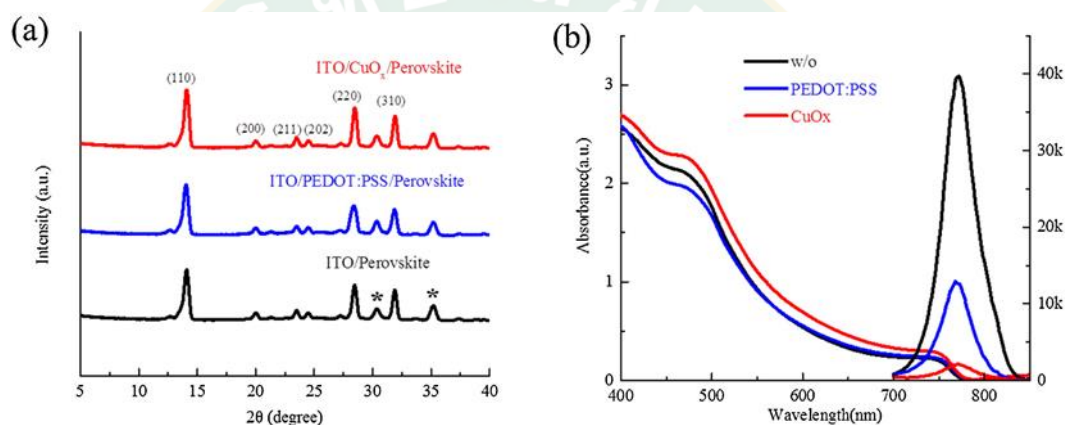 (a)
(110)
ITO/CuOx/Perovskite
(220)
(310)
(200)
(211)
(202)
ITO/PEDOT:PSS/Perovskite
ITO/Perovskite
*
*
Intensity (a.u.)
5 10 15 20 25 30 35 40
2θ (degree)
(b)
w/o
PEDOT:PSS
CuOx
3
2
1
0
Absorbance(a.u.)
40k
30k
20k
10k
0
400 500 600 700 800
Wavelength(nm)